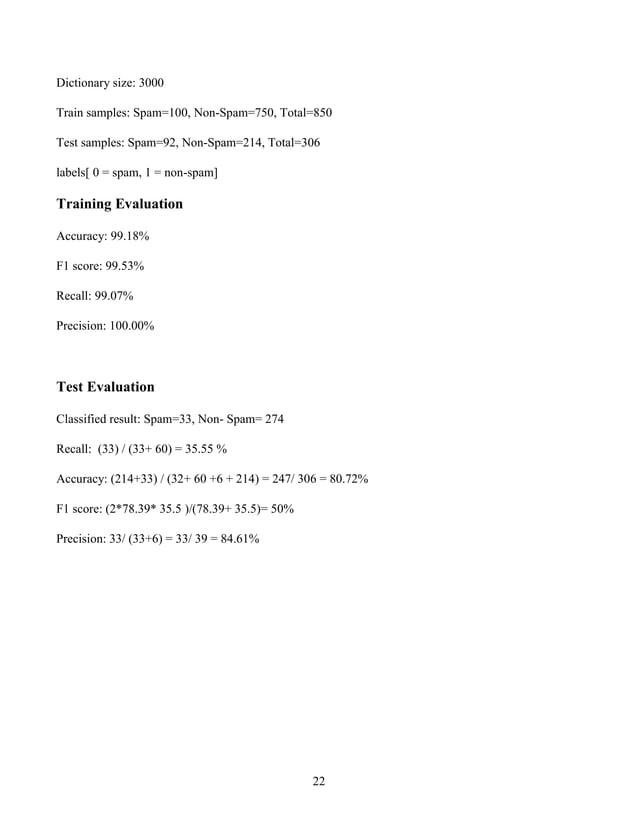 Dictionary size: 3000
Train samples: Spam=100, Non-Spam=750, Total=850
Test samples: Spam=92, Non-Spam=214, Total=306
labels[ 0 = spam, 1 = non-spam]
Training Evaluation
Accuracy: 99.18%
F1 score: 99.53%
Recall: 99.07%
Precision: 100.00%
Test Evaluation
Classified result: Spam=33, Non- Spam= 274
Recall:  (33) / (33+ 60) = 35.55 %
Accuracy: (214+33) / (32+ 60 +6 + 214) = 247/ 306 = 80.72%
F1 score: (2*78.39* 35.5 )/(78.39+ 35.5)= 50%
Precision: 33/ (33+6) = 33/ 39 = 84.61%
22